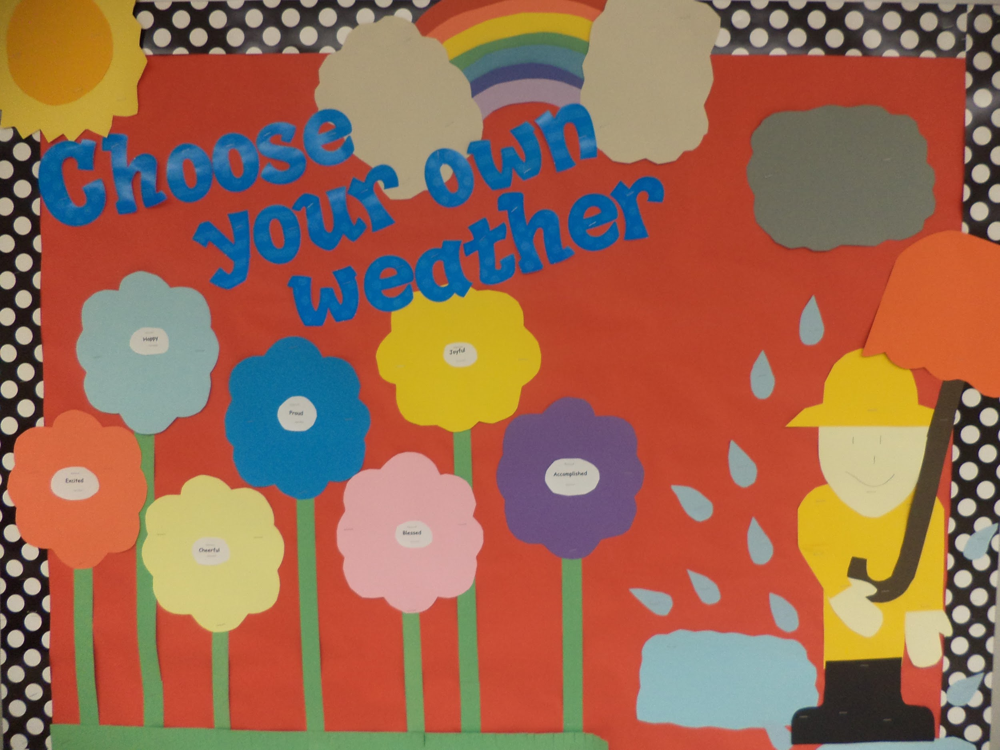 Choose
your own
weather
Happy
Joyful
Proud
Excited
Accomplished
Blessed
Cheerful